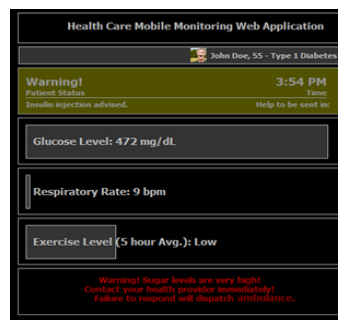 Health Care Mobile Monitoring Web Application
John Doe, 55 - Type 1 Diabetes
Warning! 3:54 PM
Patient Status Time
Insulin injection advised. Help to be sent in:
Glucose Level: 472 mg/dL
Respiratory Rate: 9 bpm
Exercise Level (5 hour Avg.): Low
Warning! Sugar levels are very high!
Contact your health provider immediately!
Failure to respond will dispatch ambulance.